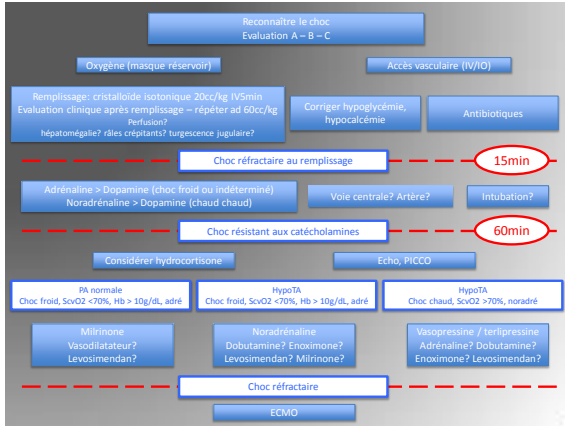 Reconnaître le choc
Evaluation A – B – C
Oxygène (masque réservoir)
Accès vasculaire (IV/IO)
Remplissage: cristalloïde isotonique 20cc/kg IV5min
Evaluation clinique après remplissage – répéter ad 60cc/kg
Perfusion?
hépatomégalie? râles crépitants? turgescence jugulaire?
Corriger hypoglycémie,
hypocalcémie
Antibiotiques
Choc réfractaire au remplissage
15min
Adrénaline > Dopamine (choc froid ou indéterminé)
Noradrénaline > Dopamine (chaud chaud)
Voie centrale? Artère?
Intubation?
Choc résistant aux catécholamines
60min
Considérer hydrocortisone
Echo, PICCO
PA normale
Choc froid, ScvO2 <70%, Hb > 10g/dL, adré
HypoTA
Choc froid, ScvO2 <70%, Hb > 10g/dL, adré
HypoTA
Choc chaud, ScvO2 >70%, noradré
Milrinone
Vasodilatateur?
Levosimendan?
Noradrénaline
Dobutamine? Enoximone?
Levosimendan? Milrinone?
Vasopressine / terlipressine
Adrénaline? Dobutamine?
Enoximone? Levosimendan?
Choc réfractaire
ECMO